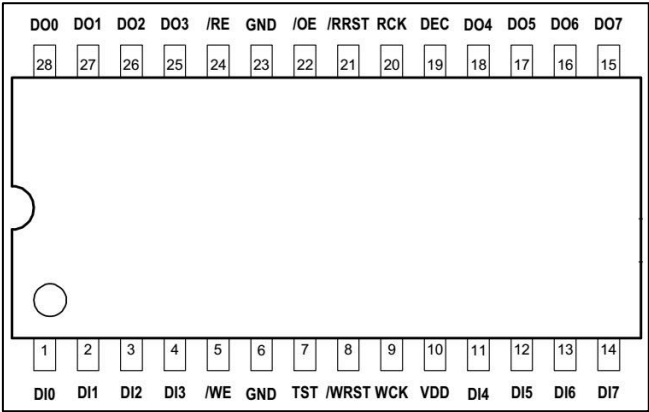 DO0 DO1 DO2 DO3 /RE GND /OE /RRST RCK DEC DO4 DO5 DO6 DO7
28 27 26 25 24 23 22 21 20 19 18 17 16 15
1 2 3 4 5 6 7 8 9 10 11 12 13 14
DI0 DI1 DI2 DI3 /WE GND TST /WRST WCK VDD DI4 DI5 DI6 DI7